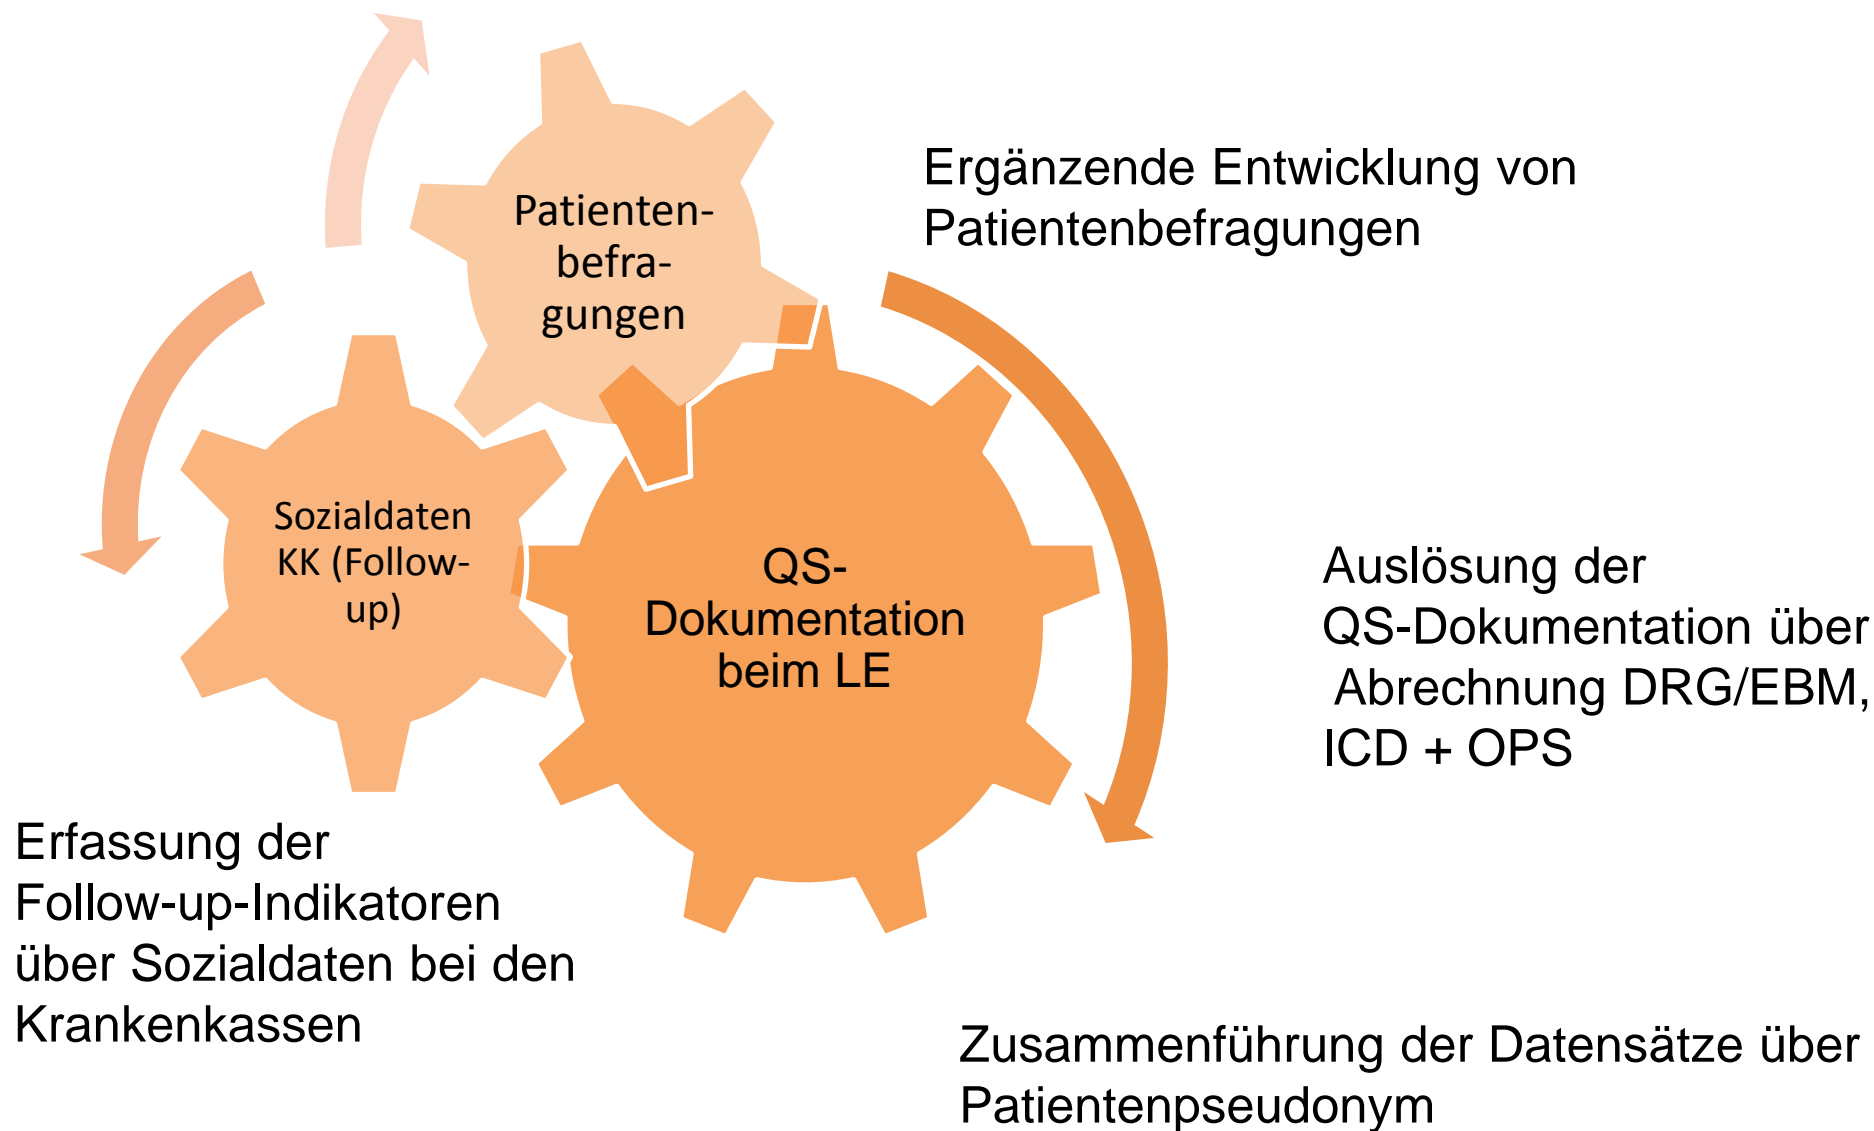 Patienten-
befra-
gungen
Ergänzende Entwicklung von
Patientenbefragungen
Sozialdaten
KK (Follow-
up)
QS-
Dokumentation
beim LE
Auslösung der
QS-Dokumentation über
Abrechnung DRG/EBM,
ICD + OPS
Erfassung der
Follow-up-Indikatoren
über Sozialdaten bei den
Krankenkassen
Zusammenführung der Datensätze über
Patientenpseudonym